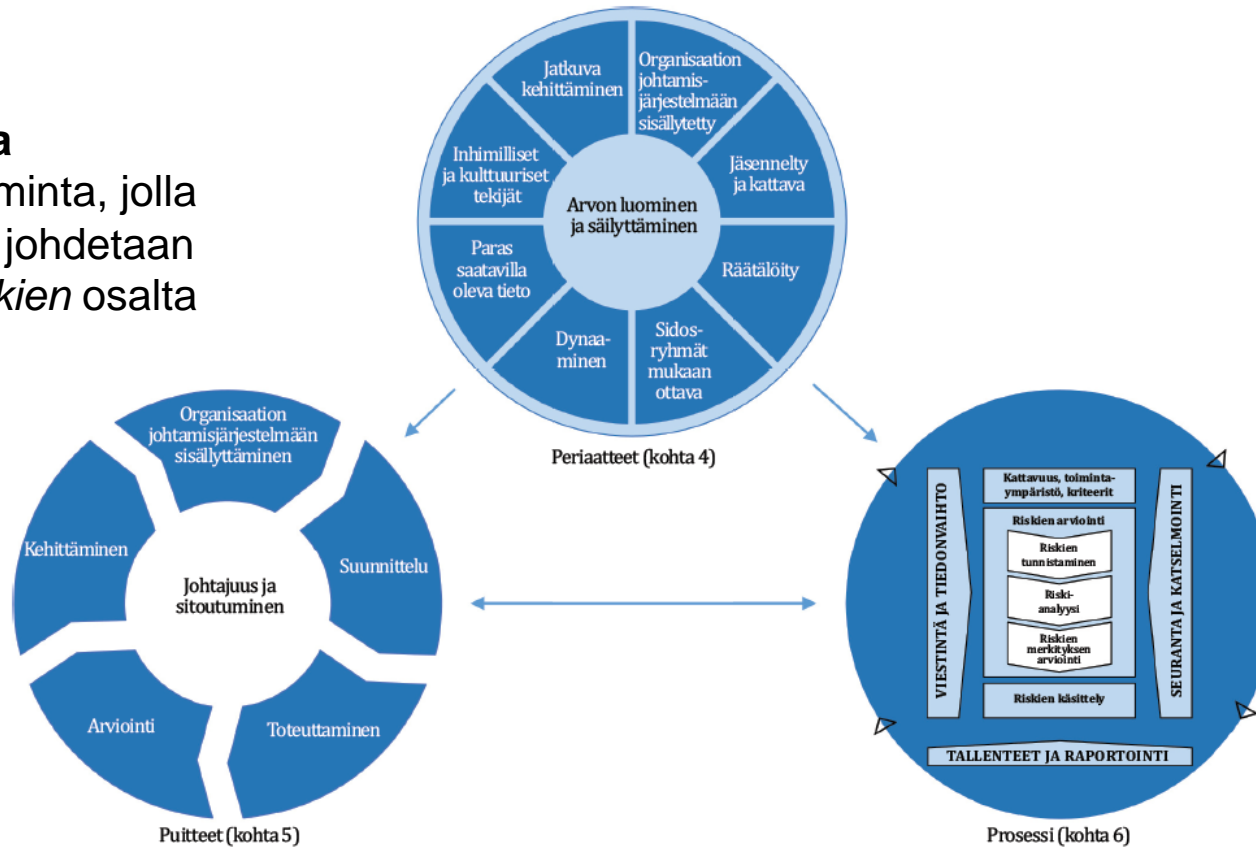 a
minta, jolla
johdetaan
kien osalta
Jatkuva
kehittäminen
Organisaation
johtamis-
järjestelmään
sisällytetty
Jäsennelty
ja kattava
Räätälöity
Sidos-
ryhmät
mukaan
ottava
Dynaa-
minen
Paras
saatavilla
oleva tieto
Inhimilliset
ja kulttuuriset
tekijät
Arvon luominen
ja säilyttäminen
Periaatteet (kohta 4)
Organisaation
johtamisjärjestelmään
sisällyttäminen
Suunnittelu
Toteuttaminen
Arviointi
Kehittäminen
Johtajuus ja
sitoutuminen
Puitteet (kohta 5)
VIESTINTÄ JA TIEDONVAIHTO
Kattavuus, toiminta-
ympäristö, kriteerit
Riskien arviointi
Riskien
tunnistaminen
Riski-
analyysi
Riskien
merkityksen
arviointi
Riskien käsittely
SEURANTA JA KATSELMOINTI
TALLENTEET JA RAPORTOINTI
Prosessi (kohta 6)